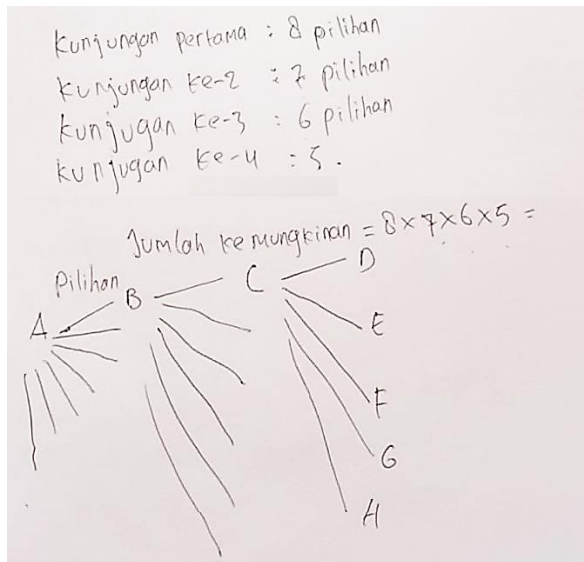 Kunjungan Pertama : 8 pilihan
Kunjungan ke-2 : 7 pilihan
Kunjugan ke-3 : 6 pilihan
kunjugan ke-4 : 5.
Jumlah kemungkinan = 8×7×6×5 =
Pilihan
A B C D
E
F
G
H